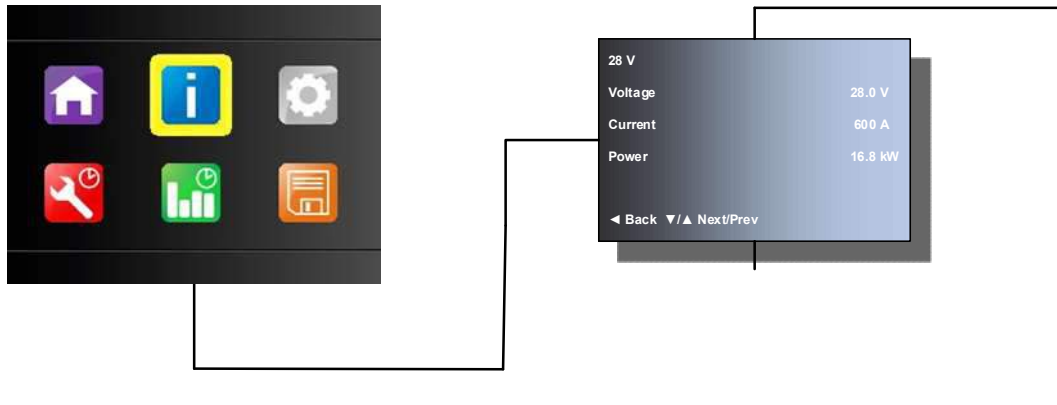 i
28 V
Voltage 28.0 V
Current 600 A
Power 16.8 kW
◄ Back ▼/▲ Next/Prev